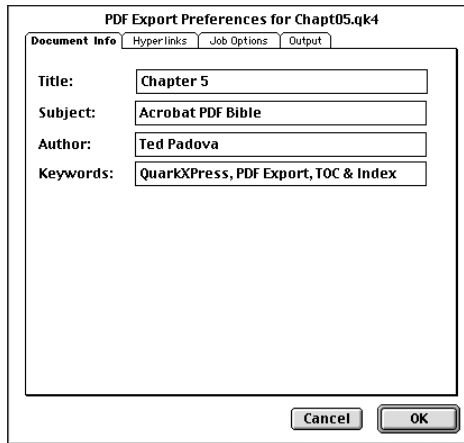 PDF Export Preferences for Chapt05.qk4
Document Info Hyperlinks Job Options Output
Title: Chapter 5
Subject: Acrobat PDF Bible
Author: Ted Padova
Keywords: QuarkXPress, PDF Export, TOC & Index
Cancel OK